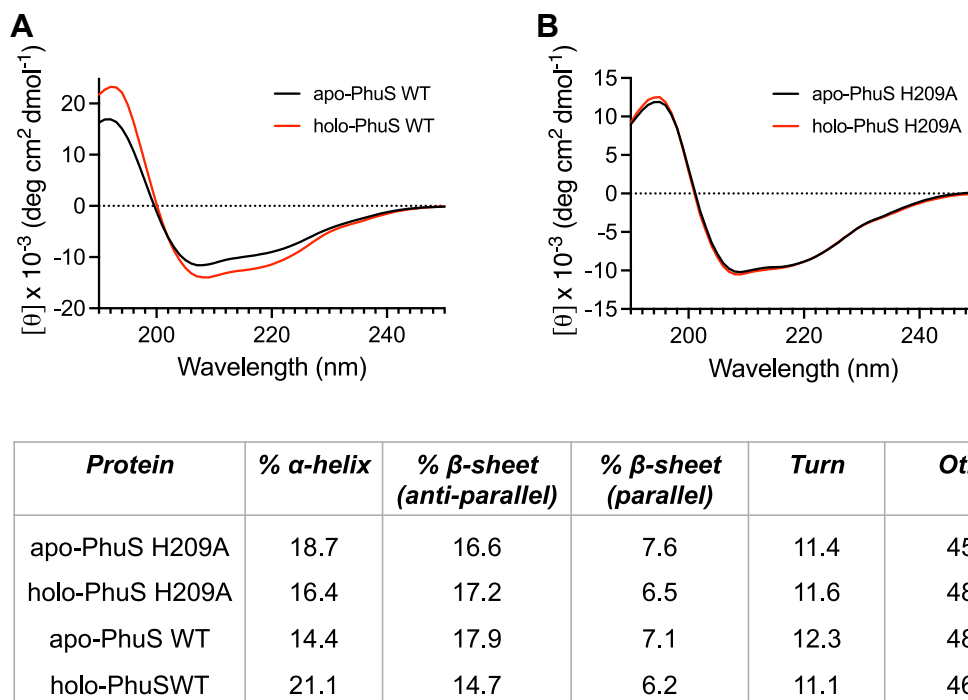 A
B
[θ] x 10-3 (deg cm2 dmol-1)
20
10
0
-10
-20
apo-PhuS WT
holo-PhuS WT
200
220
240
Wavelength (nm)
[θ] x 10-3 (deg cm2 dmol-1)
15
10
5
0
-5
-10
-15
apo-PhuS H209A
holo-PhuS H209A
200
220
240
Wavelength (nm)
Protein % α-helix % β-sheet (anti-parallel) % β-sheet (parallel) Turn
apo-PhuS H209A 18.7 16.6 7.6 11.4 45
holo-PhuS H209A 16.4 17.2 6.5 11.6 48
apo-PhuS WT 14.4 17.9 7.1 12.3 48
holo-PhuSWT 21.1 14.7 6.2 11.1 46